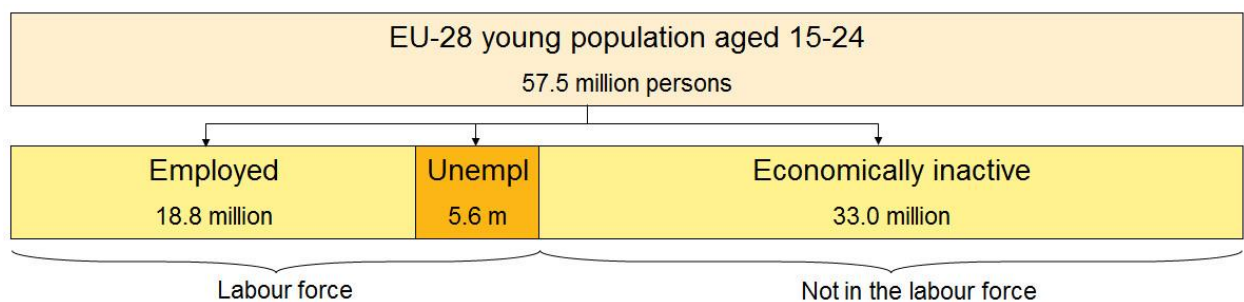 EU-28 young population aged 15-24
57.5 million persons
Employed
18.8 million
Unempl
5.6 m
Economically inactive
33.0 million
Labour force
Not in the labour force